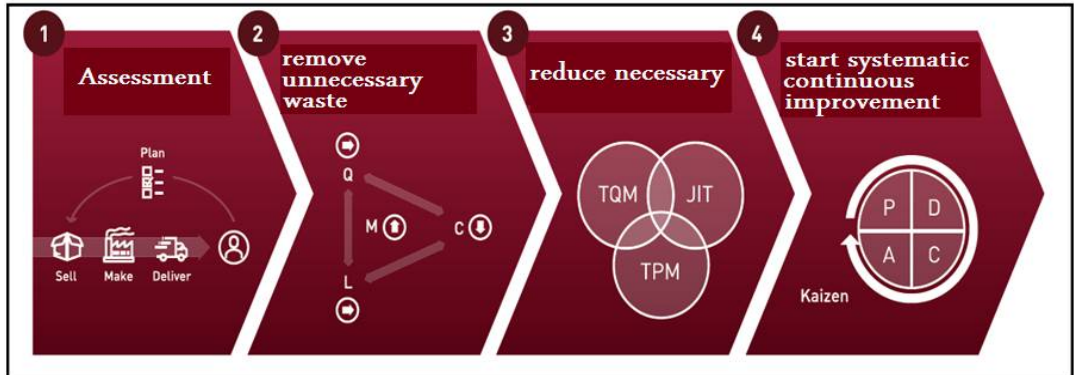 1
Assessment
Plan
Sell
Make
Deliver
2
remove
unnecessary
waste
Q
M
C
L
3
reduce necessary
TQM
JIT
TPM
4
start systematic
continuous
improvement
P D
A C
Kaizen